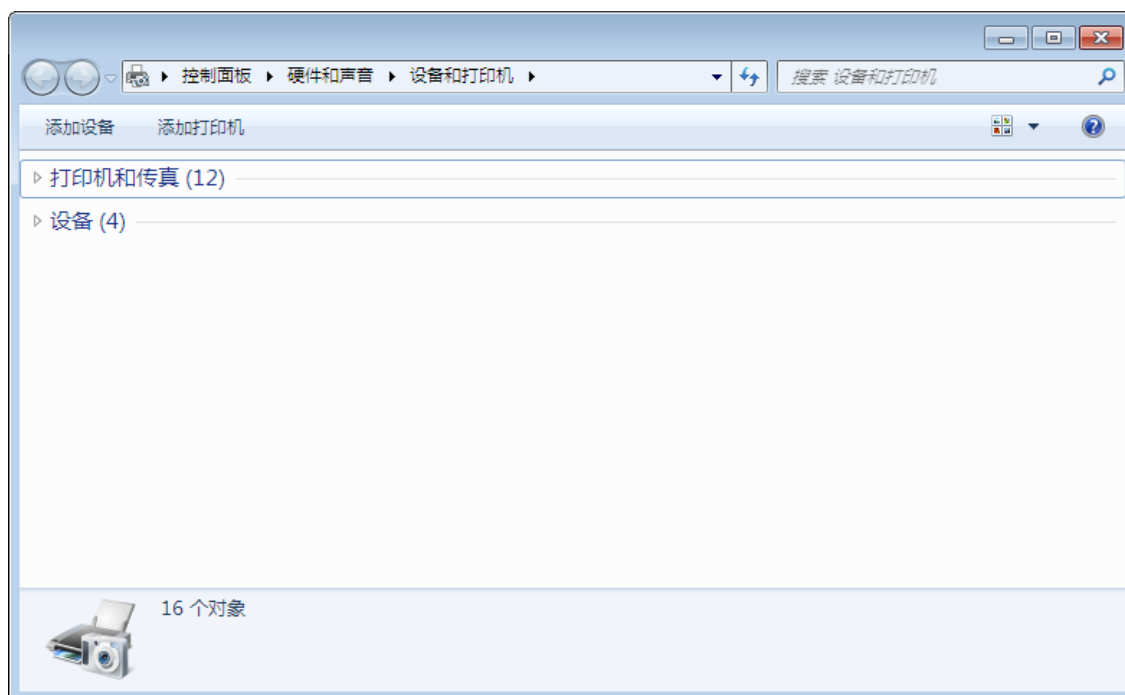 控制面板 硬件和声音 设备和打印机
搜索 设备和打印机
添加设备 添加打印机
打印机和传真 (12)
设备 (4)
16 个对象